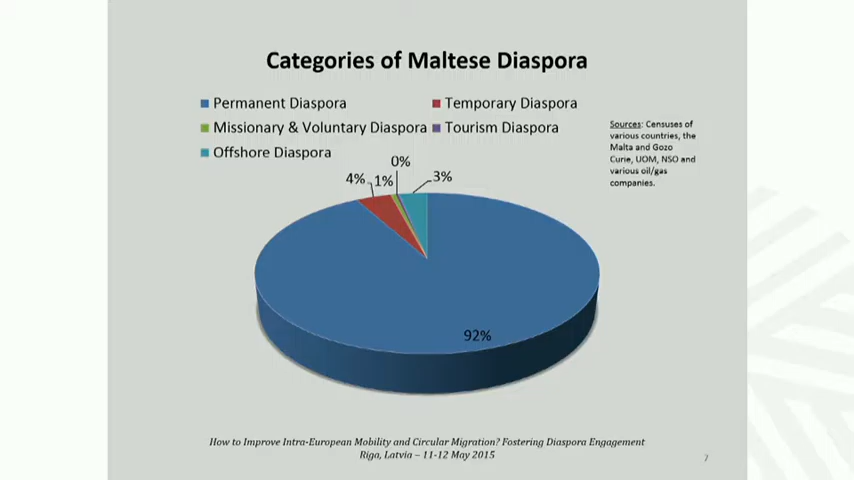 Categories of Maltese Diaspora
Permanent Diaspora
Temporary Diaspora
Missionary & Voluntary Diaspora
Tourism Diaspora
Offshore Diaspora
Sources: Censuses of
various countries, the
Malta and Gozo
Curie, UOM, NSO and
various oil/gas
companies.
0%
4%
1%
3%
92%
How to Improve Intra-European Mobility and Circular Migration? Fostering Diaspora Engagement
Riga, Latvia – 11-12 May 2015
7